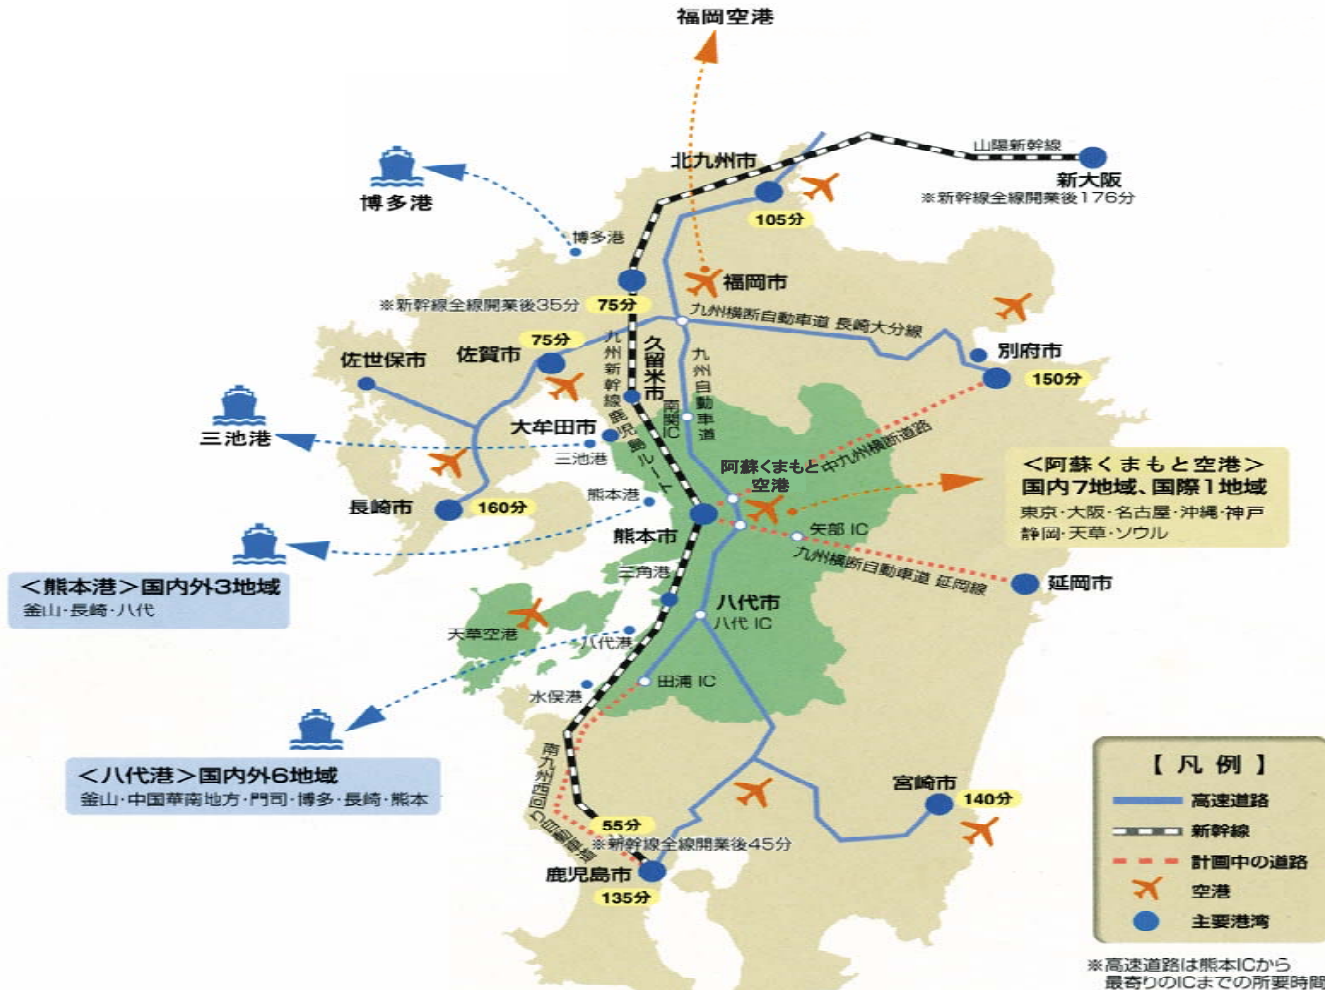 福岡空港
山陽新幹線
北九州市
新大阪
※新幹線全線開業後176分
博多港
105分
博多港
福岡市
※新幹線全線開業後35分
75分
九州横断自動車道 長崎大分線
75分
佐世保市
佐賀市
九州新幹線鹿児島ルート
久留米市
九州自動車道
別府市
150分
南関IC
大牟田市
三池港
三池港
中九州横断道路
阿蘇くまもと
空港
<阿蘇くまもと空港>
国内7地域、国際1地域
東京・大阪・名古屋・沖縄・神戸
静岡・天草・ソウル
長崎市
160分
熊本港
熊本市
矢部 IC
九州横断自動車道 延岡線
延岡市
<熊本港>国内外3地域
釜山・長崎・八代
三角港
八代市
八代 IC
天草空港
八代港
田浦 IC
水俣港
<八代港>国内外6地域
釜山・中国華南地方・門司・博多・長崎・熊本
南九州西回り自動車道
宮崎市
140分
55分
※新幹線全線開業後45分
鹿児島市
135分
【 凡 例 】
高速道路
新幹線
計画中の道路
空港
主要港湾
※高速道路は熊本ICから
最寄りのICまでの所要時間